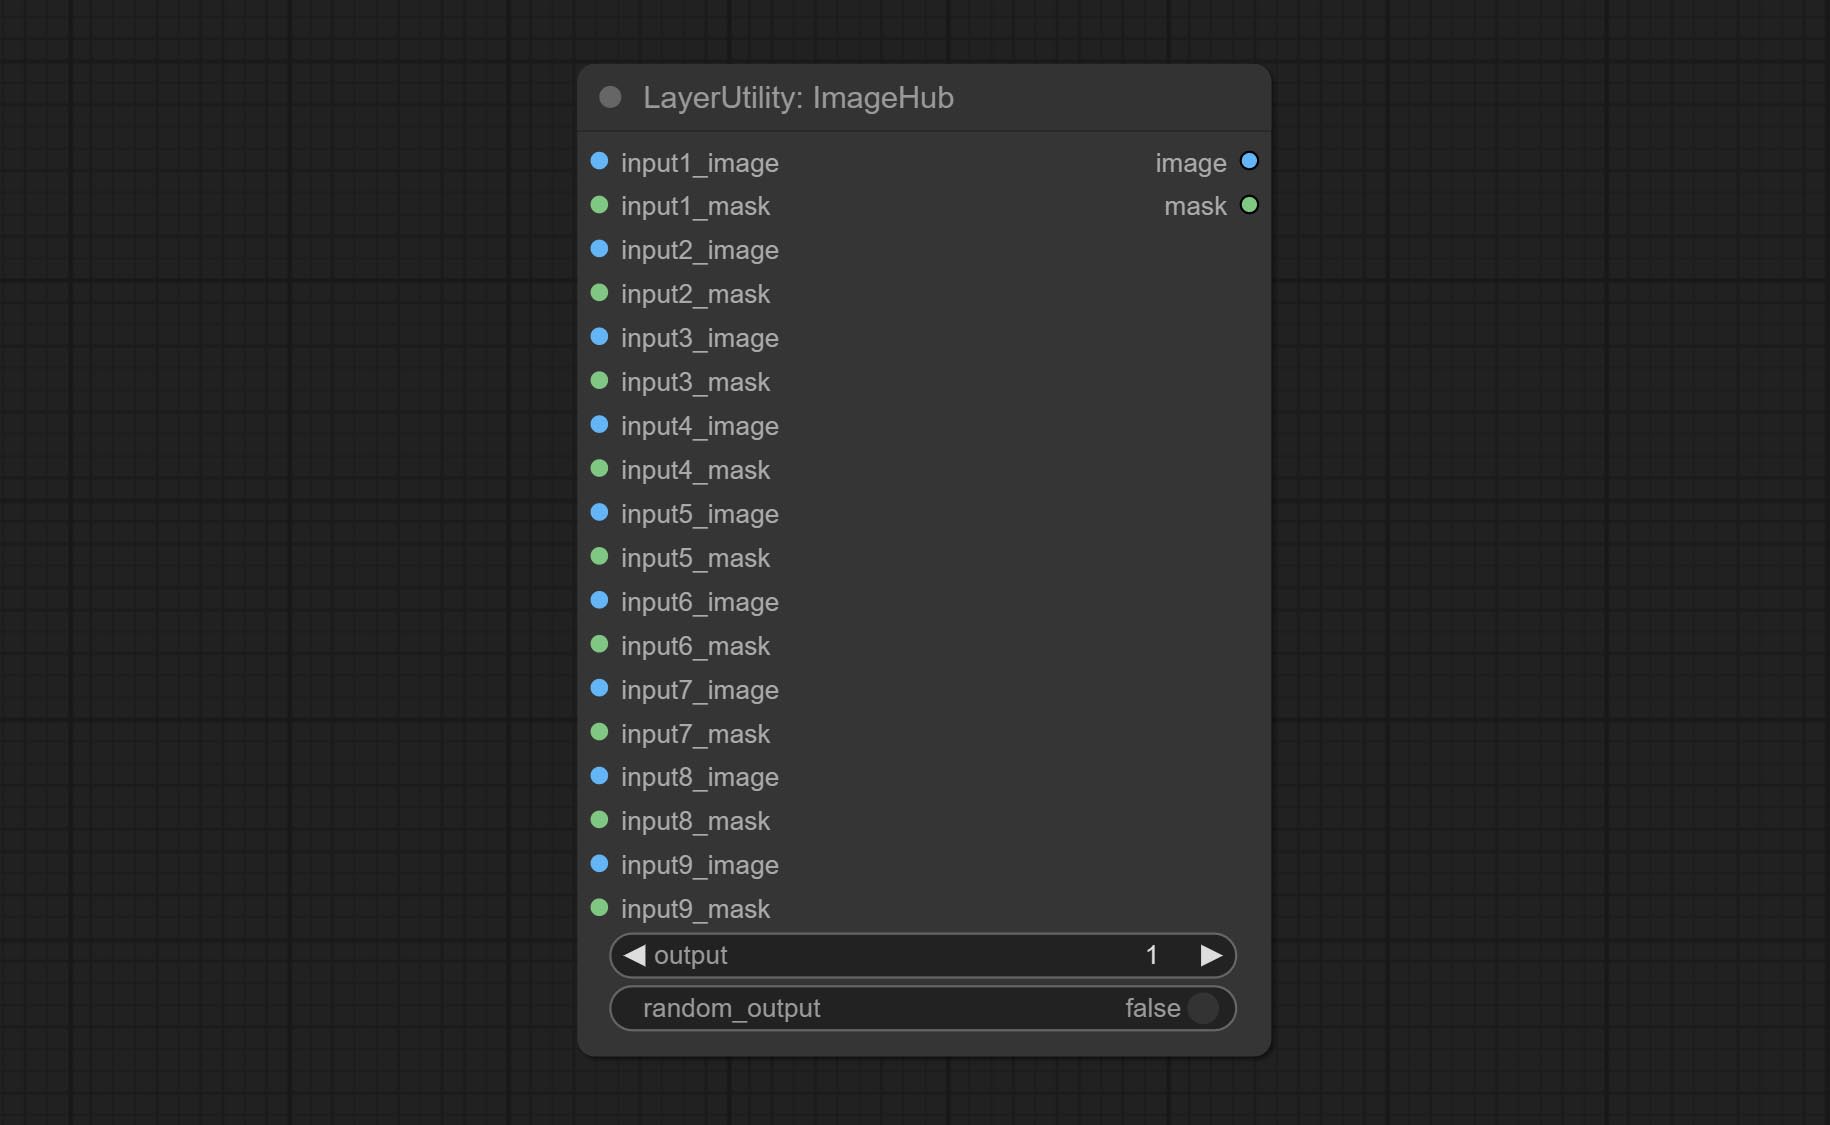 LayerUtility: ImageHub
input1_image image
input1_mask mask
input2_image
input2_mask
input3_image
input3_mask
input4_image
input4_mask
input5_image
input5_mask
input6_image
input6_mask
input7_image
input7_mask
input8_image
input8_mask
input9_image
input9_mask
output 1
random_output false